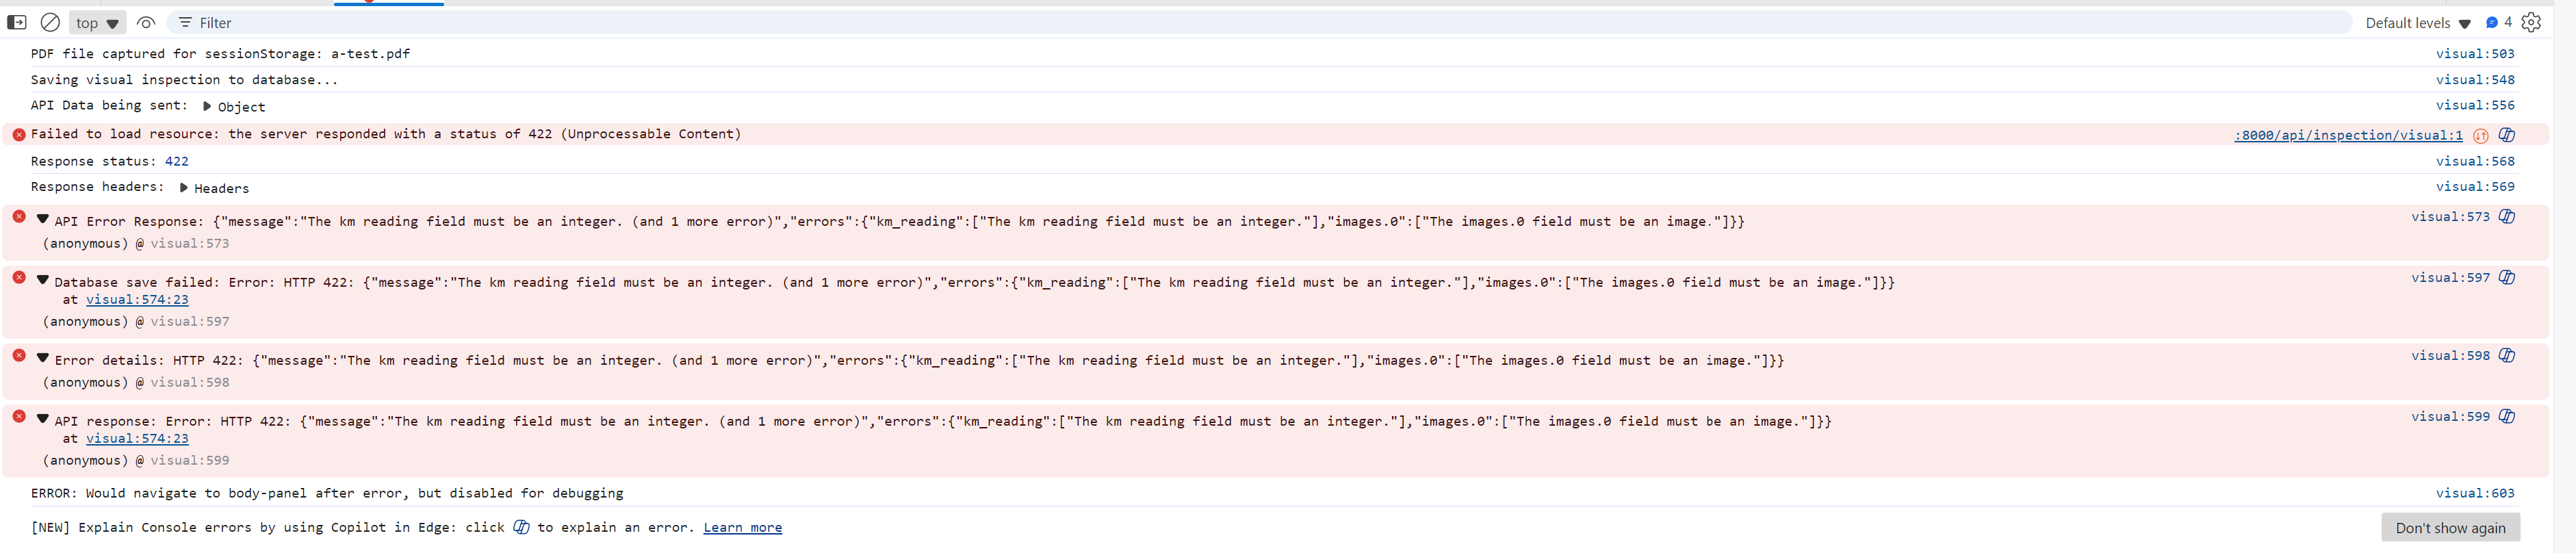 top
Filter
Default levels
4
PDF file captured for sessionStorage: a-test.pdf visual:503
Saving visual inspection to database... visual:548
API Data being sent: Object visual:556
Failed to load resource: the server responded with a status of 422 (Unprocessable Content) :8000/api/inspection/visual:1
Response status: 422 visual:568
Response headers: Headers visual:569
API Error Response: {"message":"The km reading field must be an integer. (and 1 more error)","errors":{"km_reading":["The km reading field must be an integer."],"images.0":["The images.0 field must be an image."]}} visual:573
(anonymous) @ visual:573
Database save failed: Error: HTTP 422: {"message":"The km reading field must be an integer. (and 1 more error)","errors":{"km_reading":["The km reading field must be an integer."],"images.0":["The images.0 field must be an image."]}} visual:597
at visual:574:23
(anonymous) @ visual:597
Error details: HTTP 422: {"message":"The km reading field must be an integer. (and 1 more error)","errors":{"km_reading":["The km reading field must be an integer."],"images.0":["The images.0 field must be an image."]}} visual:598
(anonymous) @ visual:598
API response: Error: HTTP 422: {"message":"The km reading field must be an integer. (and 1 more error)","errors":{"km_reading":["The km reading field must be an integer."],"images.0":["The images.0 field must be an image."]}} visual:599
at visual:574:23
(anonymous) @ visual:599
ERROR: Would navigate to body-panel after error, but disabled for debugging visual:603
[NEW] Explain Console errors by using Copilot in Edge: click to explain an error. Learn more Don't show again